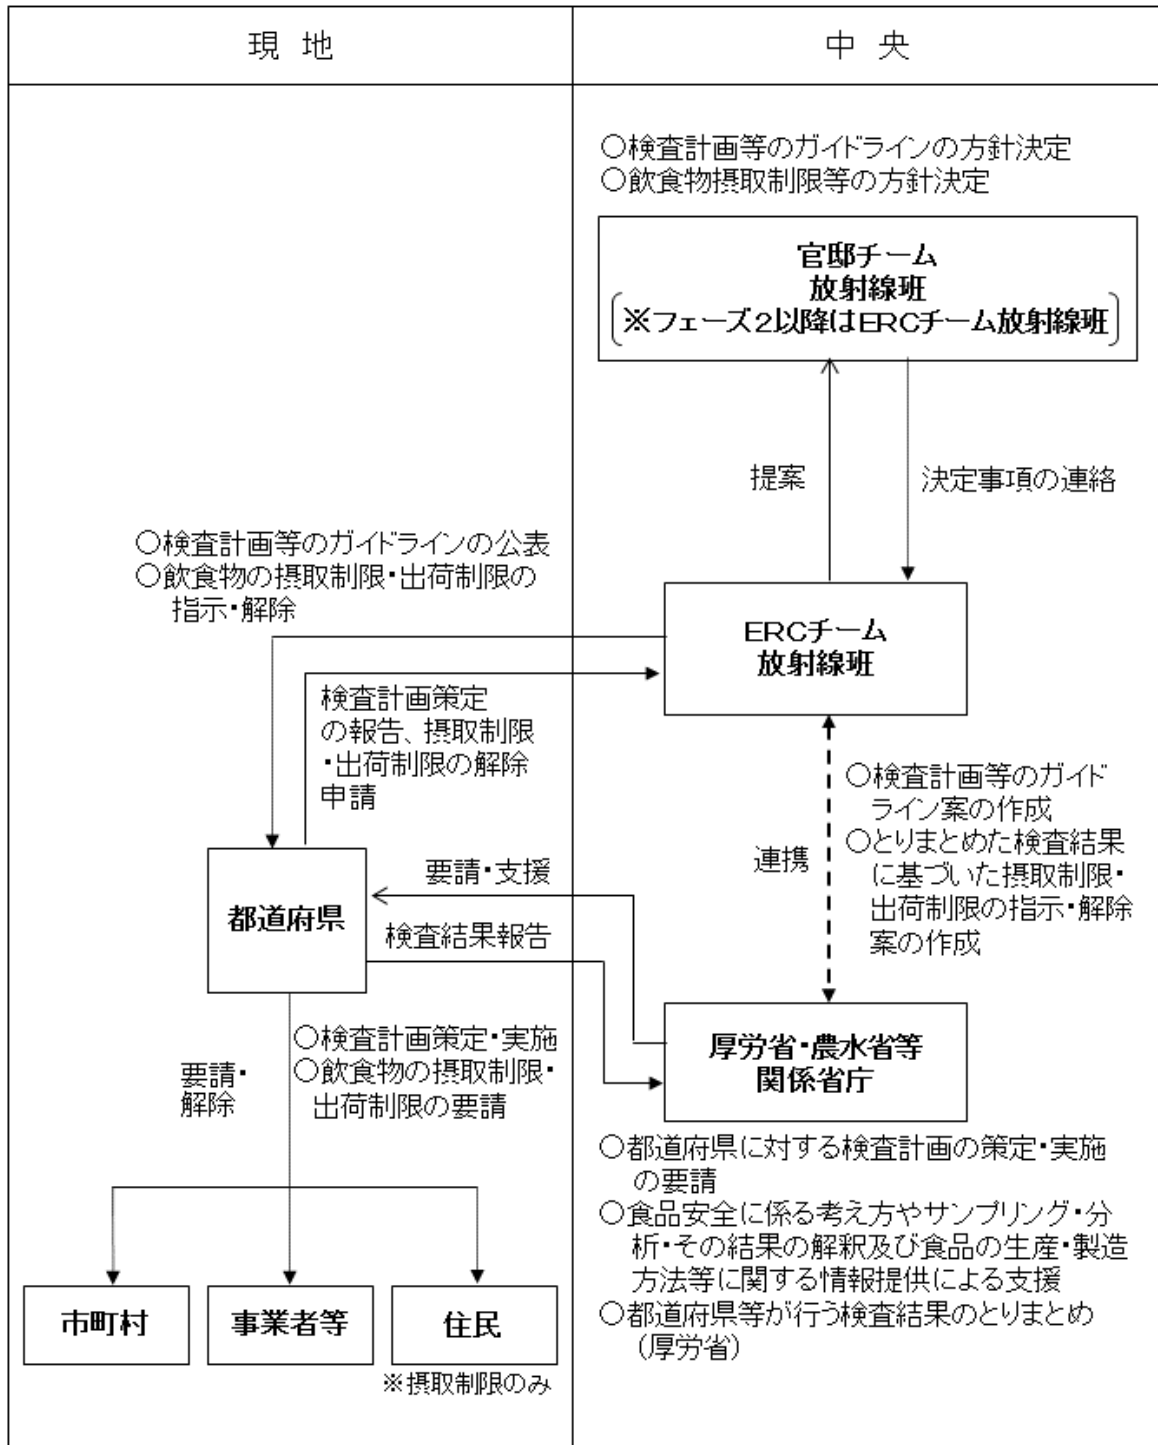 現 地
中 央
○検査計画等のガイドラインの方針決定
○飲食物摂取制限等の方針決定
官邸チーム
放射線班
(※フェーズ2以降はERCチーム放射線班)
提案
決定事項の連絡
○検査計画等のガイドラインの公表
○飲食物の摂取制限・出荷制限の
指示・解除
ERCチーム
放射線班
検査計画策定
の報告、摂取制限
・出荷制限の解除
申請
○検査計画等のガイド
ライン案の作成
○とりまとめた検査結果
に基づいた摂取制限・
出荷制限の指示・解除
案の作成
連携
要請・支援
都道府県
検査結果報告
厚労省・農水省等
関係省庁
○検査計画策定・実施
○飲食物の摂取制限・
出荷制限の要請
要請・
解除
○都道府県に対する検査計画の策定・実施
の要請
○食品安全に係る考え方やサンプリング・分
析・その結果の解釈及び食品の生産・製造
方法等に関する情報提供による支援
○都道府県等が行う検査結果のとりまとめ
(厚労省)
市町村
事業者等
住民
※摂取制限のみ